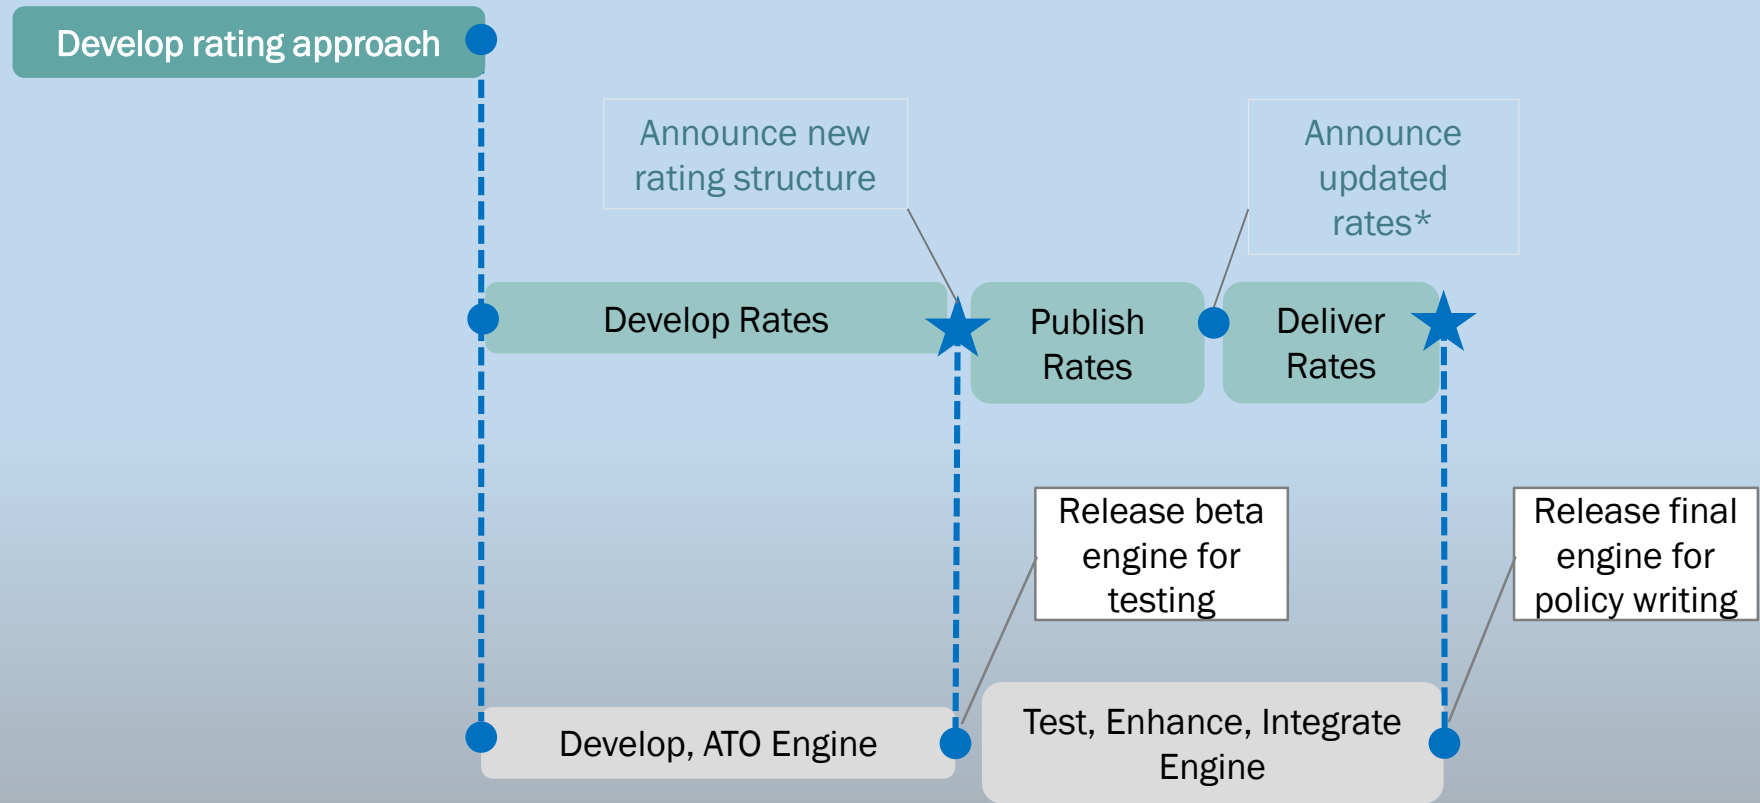 Develop rating approach
Announce new
rating structure
Announce
updated
rates*
Develop Rates
Publish
Rates
Deliver
Rates
Release beta
engine for
testing
Release final
engine for
policy writing
Develop, ATO Engine
Test, Enhance, Integrate
Engine